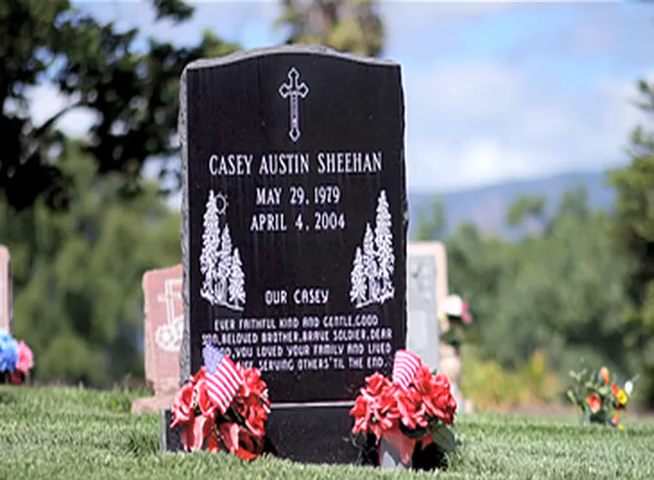 CASEY AUSTIN SHEEHAN
MAY 29, 1979
APRIL 4, 2004
OUR CASEY
EVER FAITHFUL KIND AND GENTLE, GOOD
BELOVED BROTHER, BRAVE SOLDIER, DEAR
YOU LOVED YOUR FAMILY AND LIVED
SERVING OTHERS 'TIL THE END